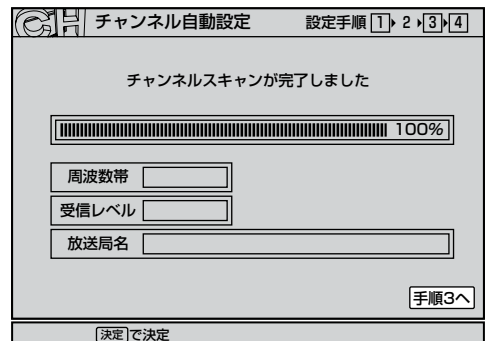 CH チャンネル自動設定 設定手順 1 2 3 4
チャンネルスキャンが完了しました
100%
周波数帯
受信レベル
放送局名
手順3へ
決定で決定